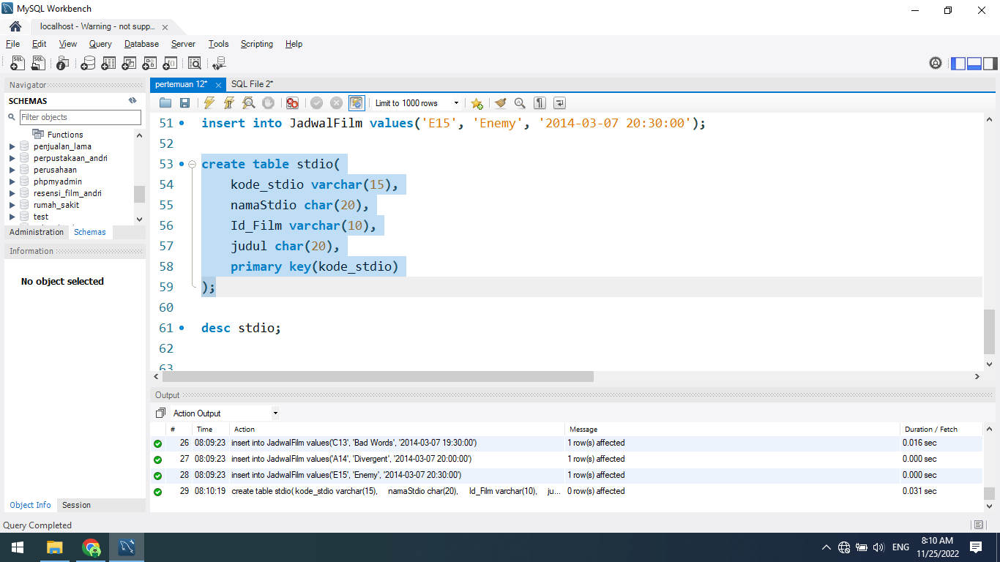 MySQL Workbench
localhost - Warning - not supp...
File Edit View Query Database Server Tools Scripting Help
Navigator
SCHEMAS
Filter objects
Functions
penjualan_lama
perpustakaan_andri
perusahaan
phpmyadmin
resensi_film_andri
rumah_sakit
test
Administration Schemas
Information
No object selected
Object Info Session
pertemuan 12* SQL File 2*
Limit to 1000 rows
51 insert into JadwalFilm values('E15', 'Enemy', '2014-03-07 20:30:00');
52
53 create table stdio(
54 kode_stdio varchar(15),
55 namaStdio char(20),
56 Id_Film varchar(10),
57 judul char(20),
58 primary key(kode_stdio)
59 );
60
61 desc stdio;
62
63
Output
Action Output
# Time Action Message Duration / Fetch
26 08:09:23 insert into JadwalFilm values('C13', 'Bad Words', '2014-03-07 19:30:00') 1 row(s) affected 0.016 sec
27 08:09:23 insert into JadwalFilm values('A14', 'Divergent', '2014-03-07 20:00:00') 1 row(s) affected 0.000 sec
28 08:09:23 insert into JadwalFilm values('E15', 'Enemy', '2014-03-07 20:30:00') 1 row(s) affected 0.000 sec
29 08:10:19 create table stdio( kode_stdio varchar(15), namaStdio char(20), Id_Film varchar(10), ju... 0 row(s) affected 0.031 sec
Query Completed
ENG
8:10 AM
11/25/2022